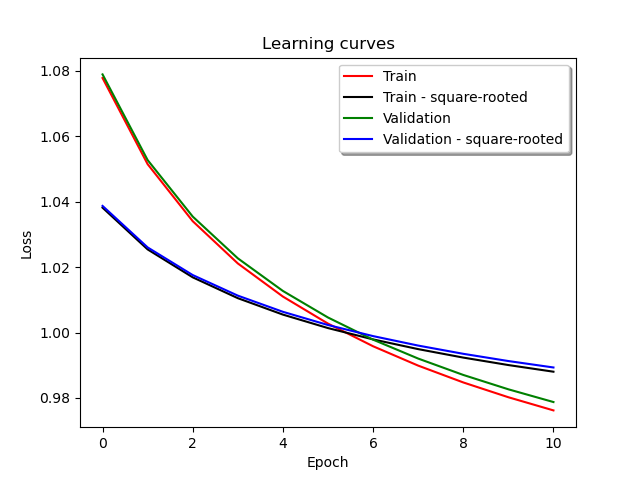 Learning curves
Train
Train - square-rooted
Validation
Validation - square-rooted
Loss
1.08
1.06
1.04
1.02
1.00
0.98
0 2 4 6 8 10
Epoch